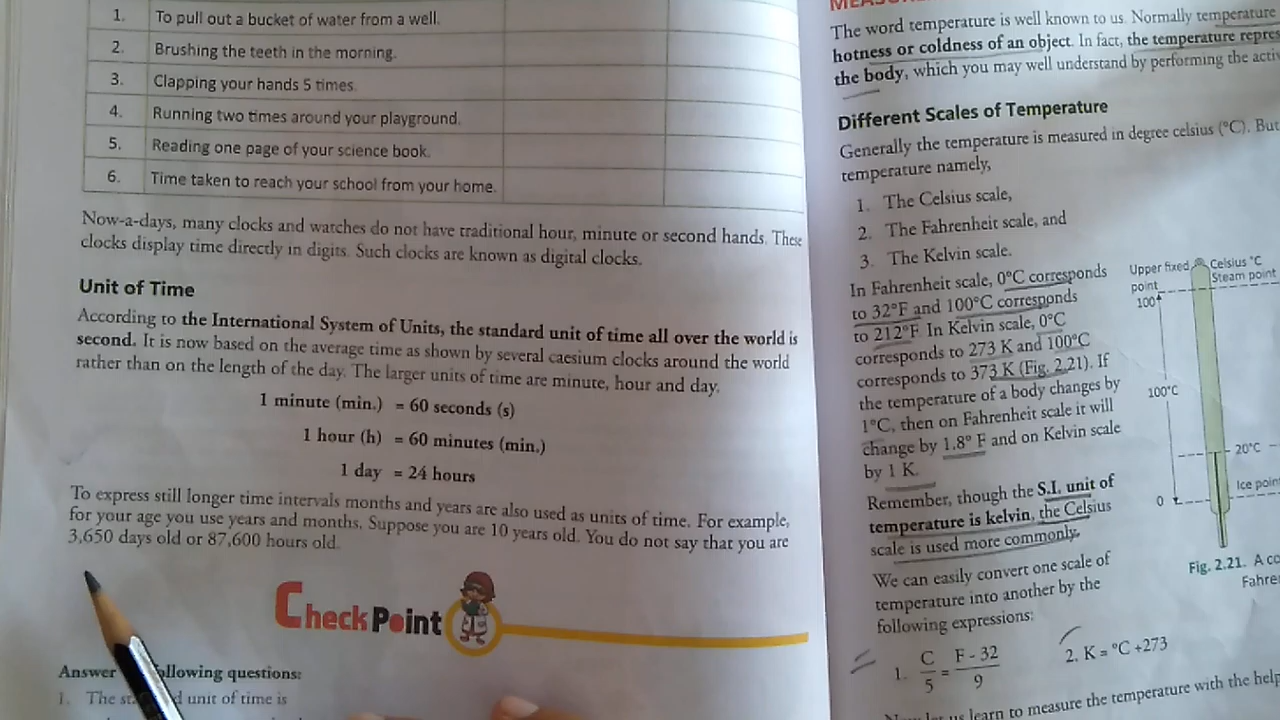 1. To pull out a bucket of water from a well.
2. Brushing the teeth in the morning.
3. Clapping your hands 5 times.
4. Running two times around your playground.
5. Reading one page of your science book.
6. Time taken to reach your school from your home.
Now-a-days, many clocks and watches do not have traditional hour, minute or second hands. These
clocks display time directly in digits. Such clocks are known as digital clocks.
Unit of Time
According to the International System of Units, the standard unit of time all over the world is
second. It is now based on the average time as shown by several caesium clocks around the world
rather than on the length of the day. The larger units of time are minute, hour and day.
1 minute (min.) = 60 seconds (s)
1 hour (h) = 60 minutes (min.)
1 day = 24 hours
To express still longer time intervals months and years are also used as units of time. For example,
for your age you use years and months. Suppose you are 10 years old. You do not say that you are
3,650 days old or 87,600 hours old.
CheckPoint
Answer following questions:
1. The unit of time is
The word temperature is well known to us. Normally temperature
hotness or coldness of an object. In fact, the temperature
the body, which you may well understand by performing the
Different Scales of Temperature
Generally the temperature is measured in degree celsius (°C). But
temperature namely,
1. The Celsius scale,
2. The Fahrenheit scale, and
3. The Kelvin scale.
In Fahrenheit scale, 0°C corresponds
to 32°F and 100°C corresponds
to 212°F. In Kelvin scale, 0°C
corresponds to 273 K and 100°C
corresponds to 373 K (Fig. 2.21). If
the temperature of a body changes by
1°C, then on Fahrenheit scale it will
change by 1.8° F and on Kelvin scale
by 1 K.
Remember, though the S.I. unit of
temperature is kelvin, the Celsius
scale is used more commonly.
We can easily convert one scale of
temperature into another by the
following expressions:
1. C/5 = F - 32/9
2. K = °C +273
let us learn to measure the temperature with the help
Upper fixed point
Celsius °C
Steam point
100
100°C
20°C
Ice point
0
Fig. 2.21. A